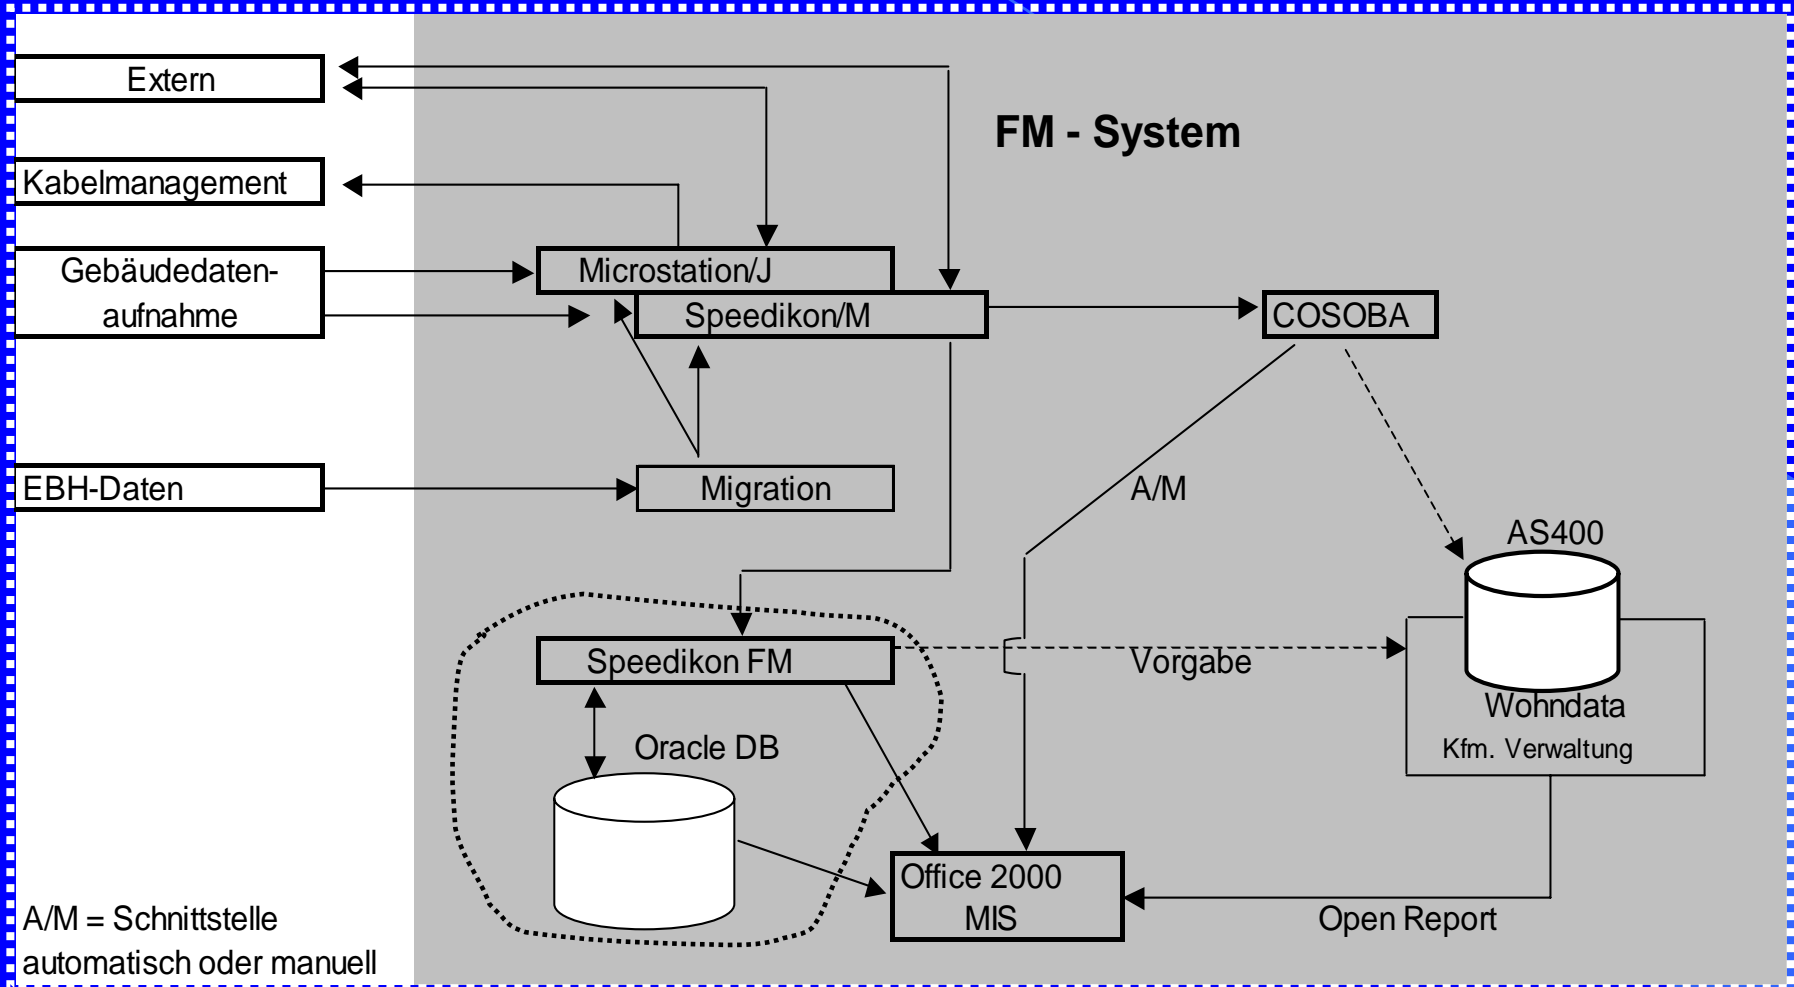 Extern
FM - System
Kabelmanagement
Gebäudedaten-
aufnahme
Microstation/J
Speedikon/M
COSOBA
EBH-Daten
Migration
A/M
AS400
Speedikon FM
Vorgabe
Wohndata
Kfm. Verwaltung
Oracle DB
Office 2000
MIS
Open Report
A/M = Schnittstelle
automatisch oder manuell